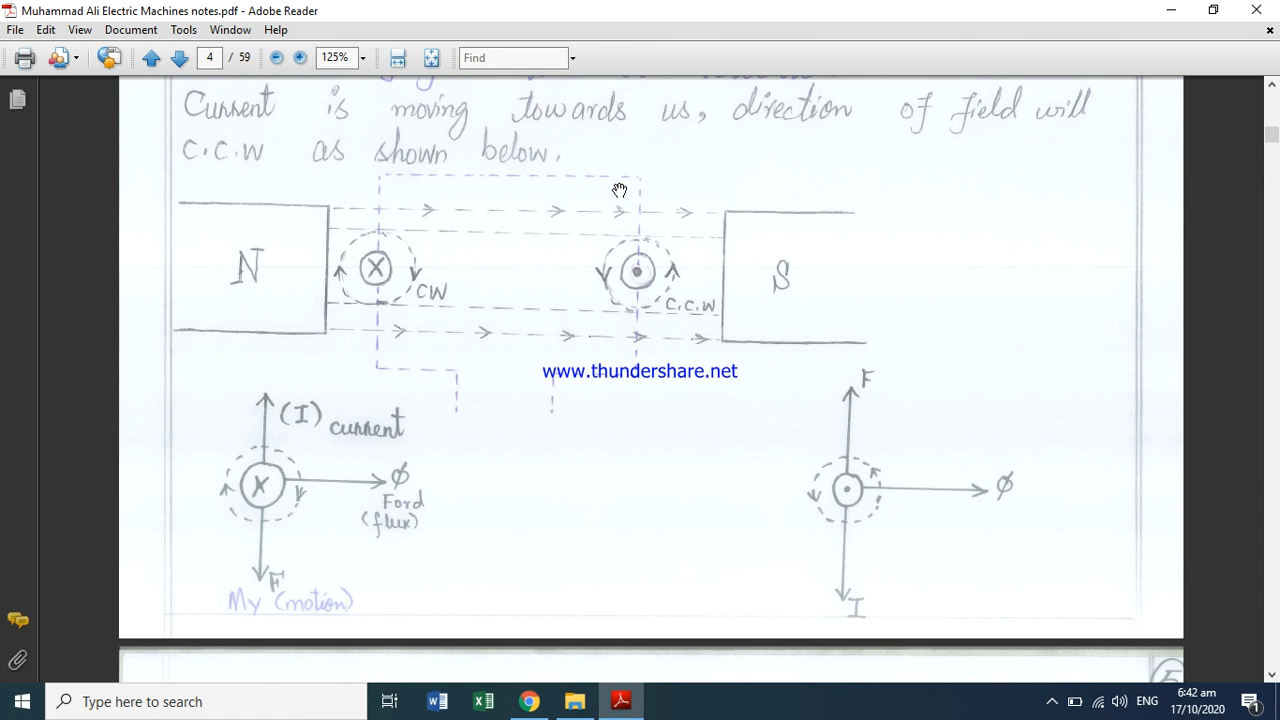 Muhammad Ali Electric Machines notes.pdf - Adobe Reader
File Edit View Document Tools Window Help
4 / 59 125% Find
Current is moving towards us, direction of field will
C.C.W as shown below.
N X CW C.C.W S
www.thundershare.net
(I) current
X
ϕ
Ford
(flux)
F
My (motion)
F
ϕ
I
Type here to search
ENG
6:42 am
17/10/2020
1